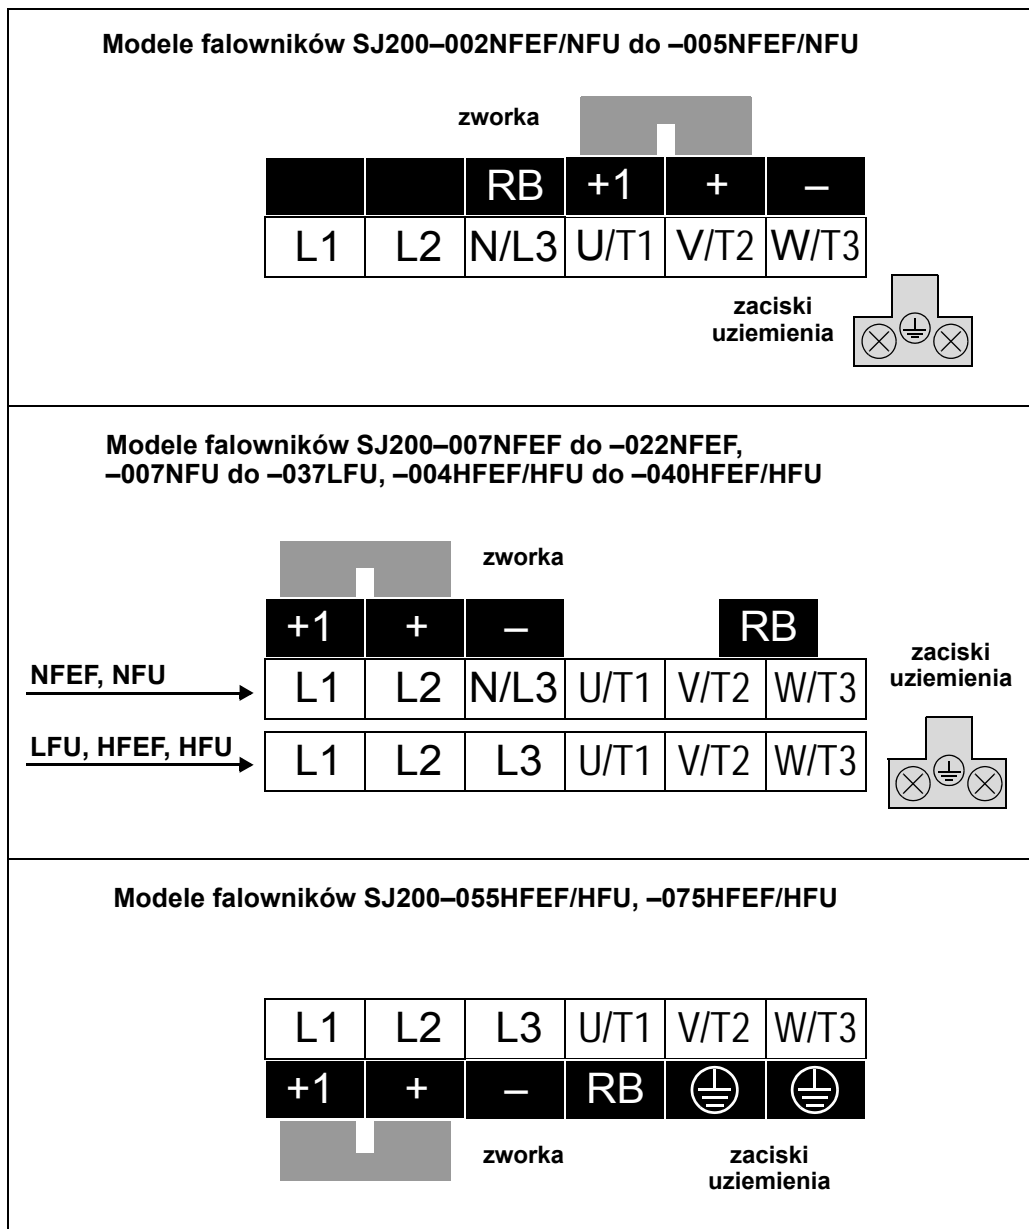 Modele falowników SJ200–002NFEF/NFU do –005NFEF/NFU
zworka
RB +1 + –
L1 L2 N/L3 U/T1 V/T2 W/T3
zaciski
uziemienia
Modele falowników SJ200–007NFEF do –022NFEF,
–007NFU do –037LFU, –004HFEF/HFU do –040HFEF/HFU
zworka
+1 + – RB
zaciski
uziemienia
NFEF, NFU
L1 L2 N/L3 U/T1 V/T2 W/T3
LFU, HFEF, HFU
L1 L2 L3 U/T1 V/T2 W/T3
Modele falowników SJ200–055HFEF/HFU, –075HFEF/HFU
L1 L2 L3 U/T1 V/T2 W/T3
+1 + – RB
zworka
zaciski
uziemienia